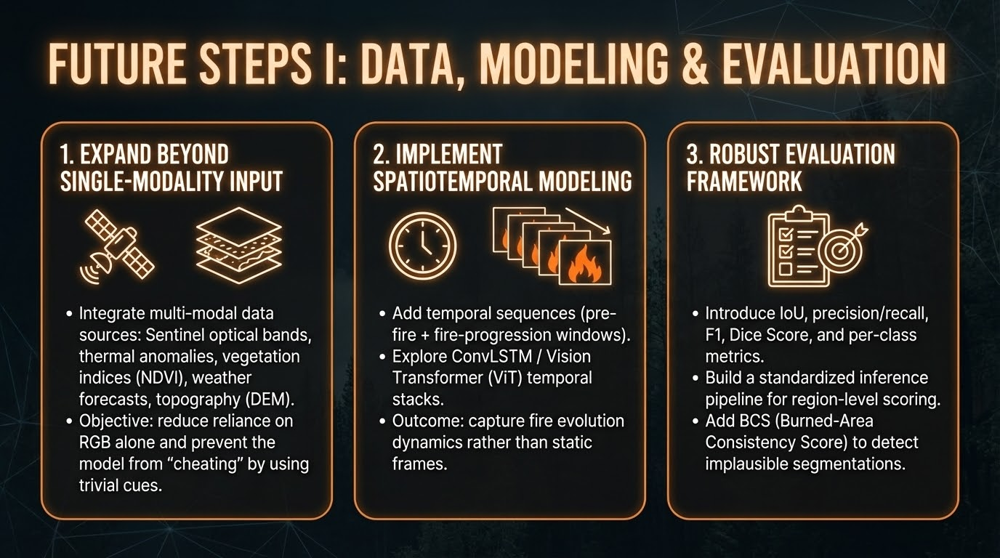 FUTURE STEPS I: DATA, MODELING & EVALUATION
1. EXPAND BEYOND
SINGLE-MODALITY INPUT
• Integrate multi-modal data
sources: Sentinel optical bands,
thermal anomalies, vegetation
indices (NDVI), weather
forecasts, topography (DEM).
• Objective: reduce reliance on
RGB alone and prevent the
model from “cheating” by using
trivial cues.
2. IMPLEMENT
SPATIOTEMPORAL MODELING
• Add temporal sequences (pre-
fire + fire-progression windows).
• Explore ConvLSTM / Vision
Transformer (ViT) temporal
stacks.
• Outcome: capture fire evolution
dynamics rather than static
frames.
3. ROBUST EVALUATION
FRAMEWORK
• Introduce IoU, precision/recall,
F1, Dice Score, and per-class
metrics.
• Build a standardized inference
pipeline for region-level scoring.
• Add BCS (Burned-Area
Consistency Score) to detect
implausible segmentations.